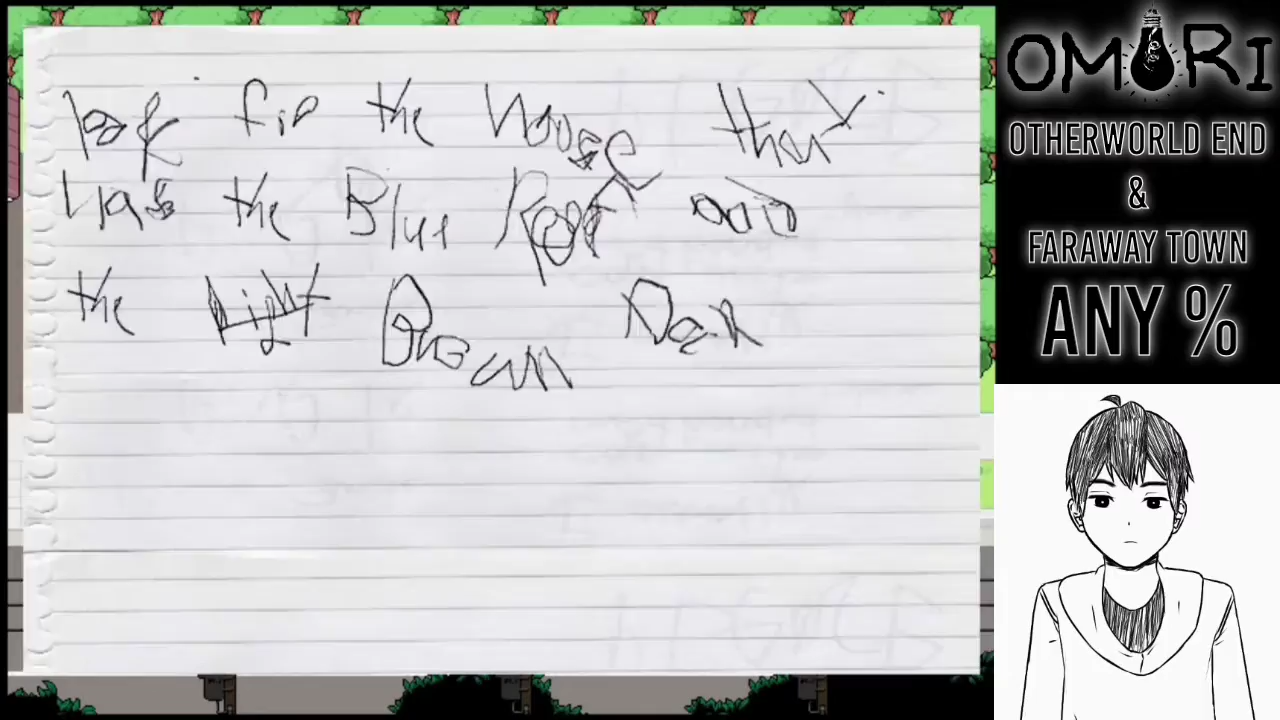 look for the house that
has the Blue Roof and
the light Brown Door
OMORI
OTHERWORLD END
&
FARAWAY TOWN
ANY %